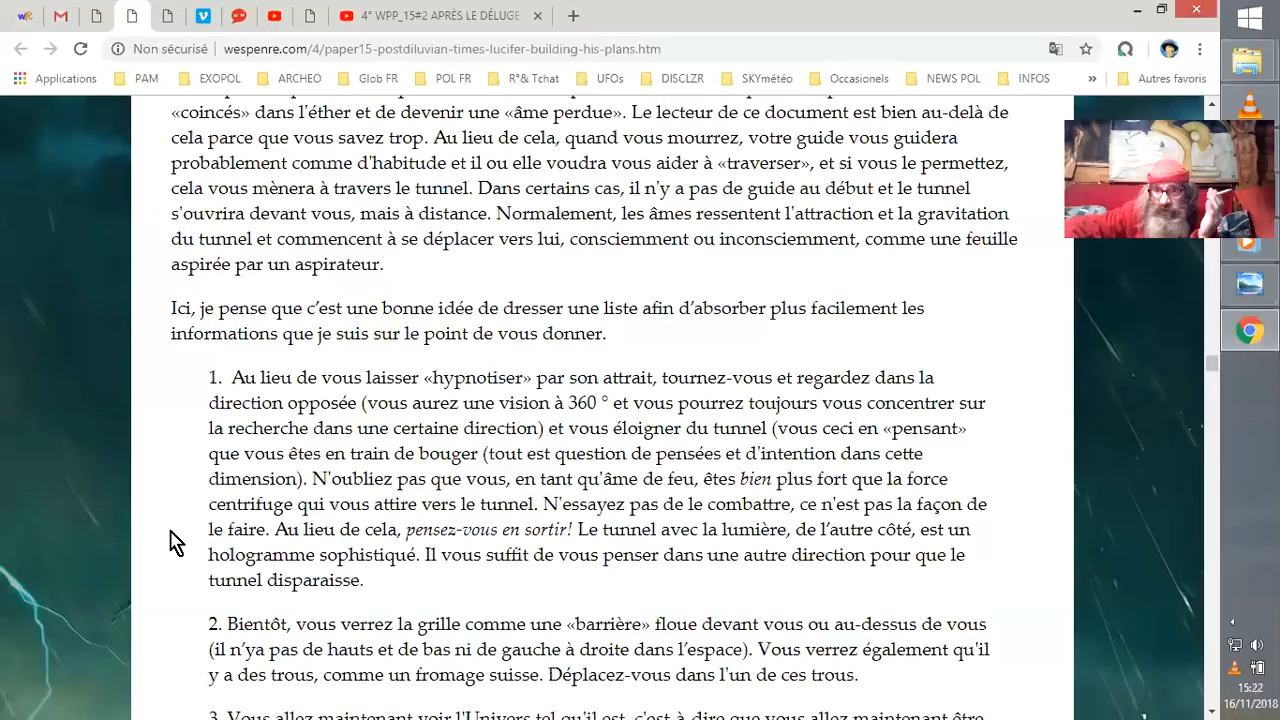 4° WPP_15#2 APRÈS LE DÉLUGE
Non sécurisé
wespenre.com/4/paper15-postdiluvian-times-lucifer-building-his-plans.htm
Applications PAM EXOPOL ARCHEO Glob FR POL FR R°& Tchat UFOs DISCLZR SKYmétéo Occasionels NEWS POL INFOS » Autres favoris
«coincés» dans l'éther et de devenir une «âme perdue». Le lecteur de ce document est bien au-delà de
cela parce que vous savez trop. Au lieu de cela, quand vous mourrez, votre guide vous guidera
probablement comme d'habitude et il ou elle voudra vous aider à «traverser», et si vous le permettez,
cela vous mènera à travers le tunnel. Dans certains cas, il n'y a pas de guide au début et le tunnel
s'ouvrira devant vous, mais à distance. Normalement, les âmes ressentent l'attraction et la gravitation
du tunnel et commencent à se déplacer vers lui, consciemment ou inconsciemment, comme une feuille
aspirée par un aspirateur.
Ici, je pense que c’est une bonne idée de dresser une liste afin d’absorber plus facilement les
informations que je suis sur le point de vous donner.
1. Au lieu de vous laisser «hypnotiser» par son attrait, tournez-vous et regardez dans la
direction opposée (vous aurez une vision à 360 ° et vous pourrez toujours vous concentrer sur
la recherche dans une certaine direction) et vous éloigner du tunnel (vous ceci en «pensant»
que vous êtes en train de bouger (tout est question de pensées et d'intention dans cette
dimension). N'oubliez pas que vous, en tant qu'âme de feu, êtes bien plus fort que la force
centrifuge qui vous attire vers le tunnel. N'essayez pas de le combattre, ce n'est pas la façon de
le faire. Au lieu de cela, pensez-vous en sortir! Le tunnel avec la lumière, de l’autre côté, est un
hologramme sophistiqué. Il vous suffit de vous penser dans une autre direction pour que le
tunnel disparaisse.
2. Bientôt, vous verrez la grille comme une «barrière» floue devant vous ou au-dessus de vous
(il n’ya pas de hauts et de bas ni de gauche à droite dans l’espace). Vous verrez également qu'il
y a des trous, comme un fromage suisse. Déplacez-vous dans l'un de ces trous.
3. Vous allez maintenant voir l'Univers tel qu'il est, c'est-à-dire que vous allez maintenant être
15:22
16/11/2018